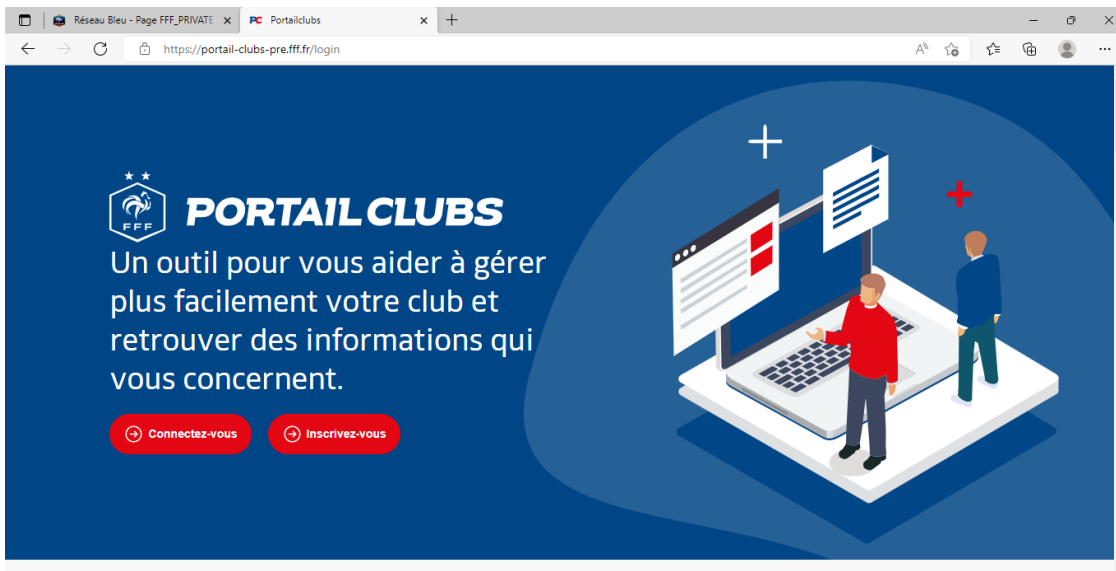 Réseau Bleu - Page FFF_PRIVATE
PC Portailclubs
https://portail-clubs-pre.fff.fr/login
FFF
PORTAIL CLUBS
Un outil pour vous aider à gérer
plus facilement votre club et
retrouver des informations qui
vous concernent.
Connectez-vous
Inscrivez-vous